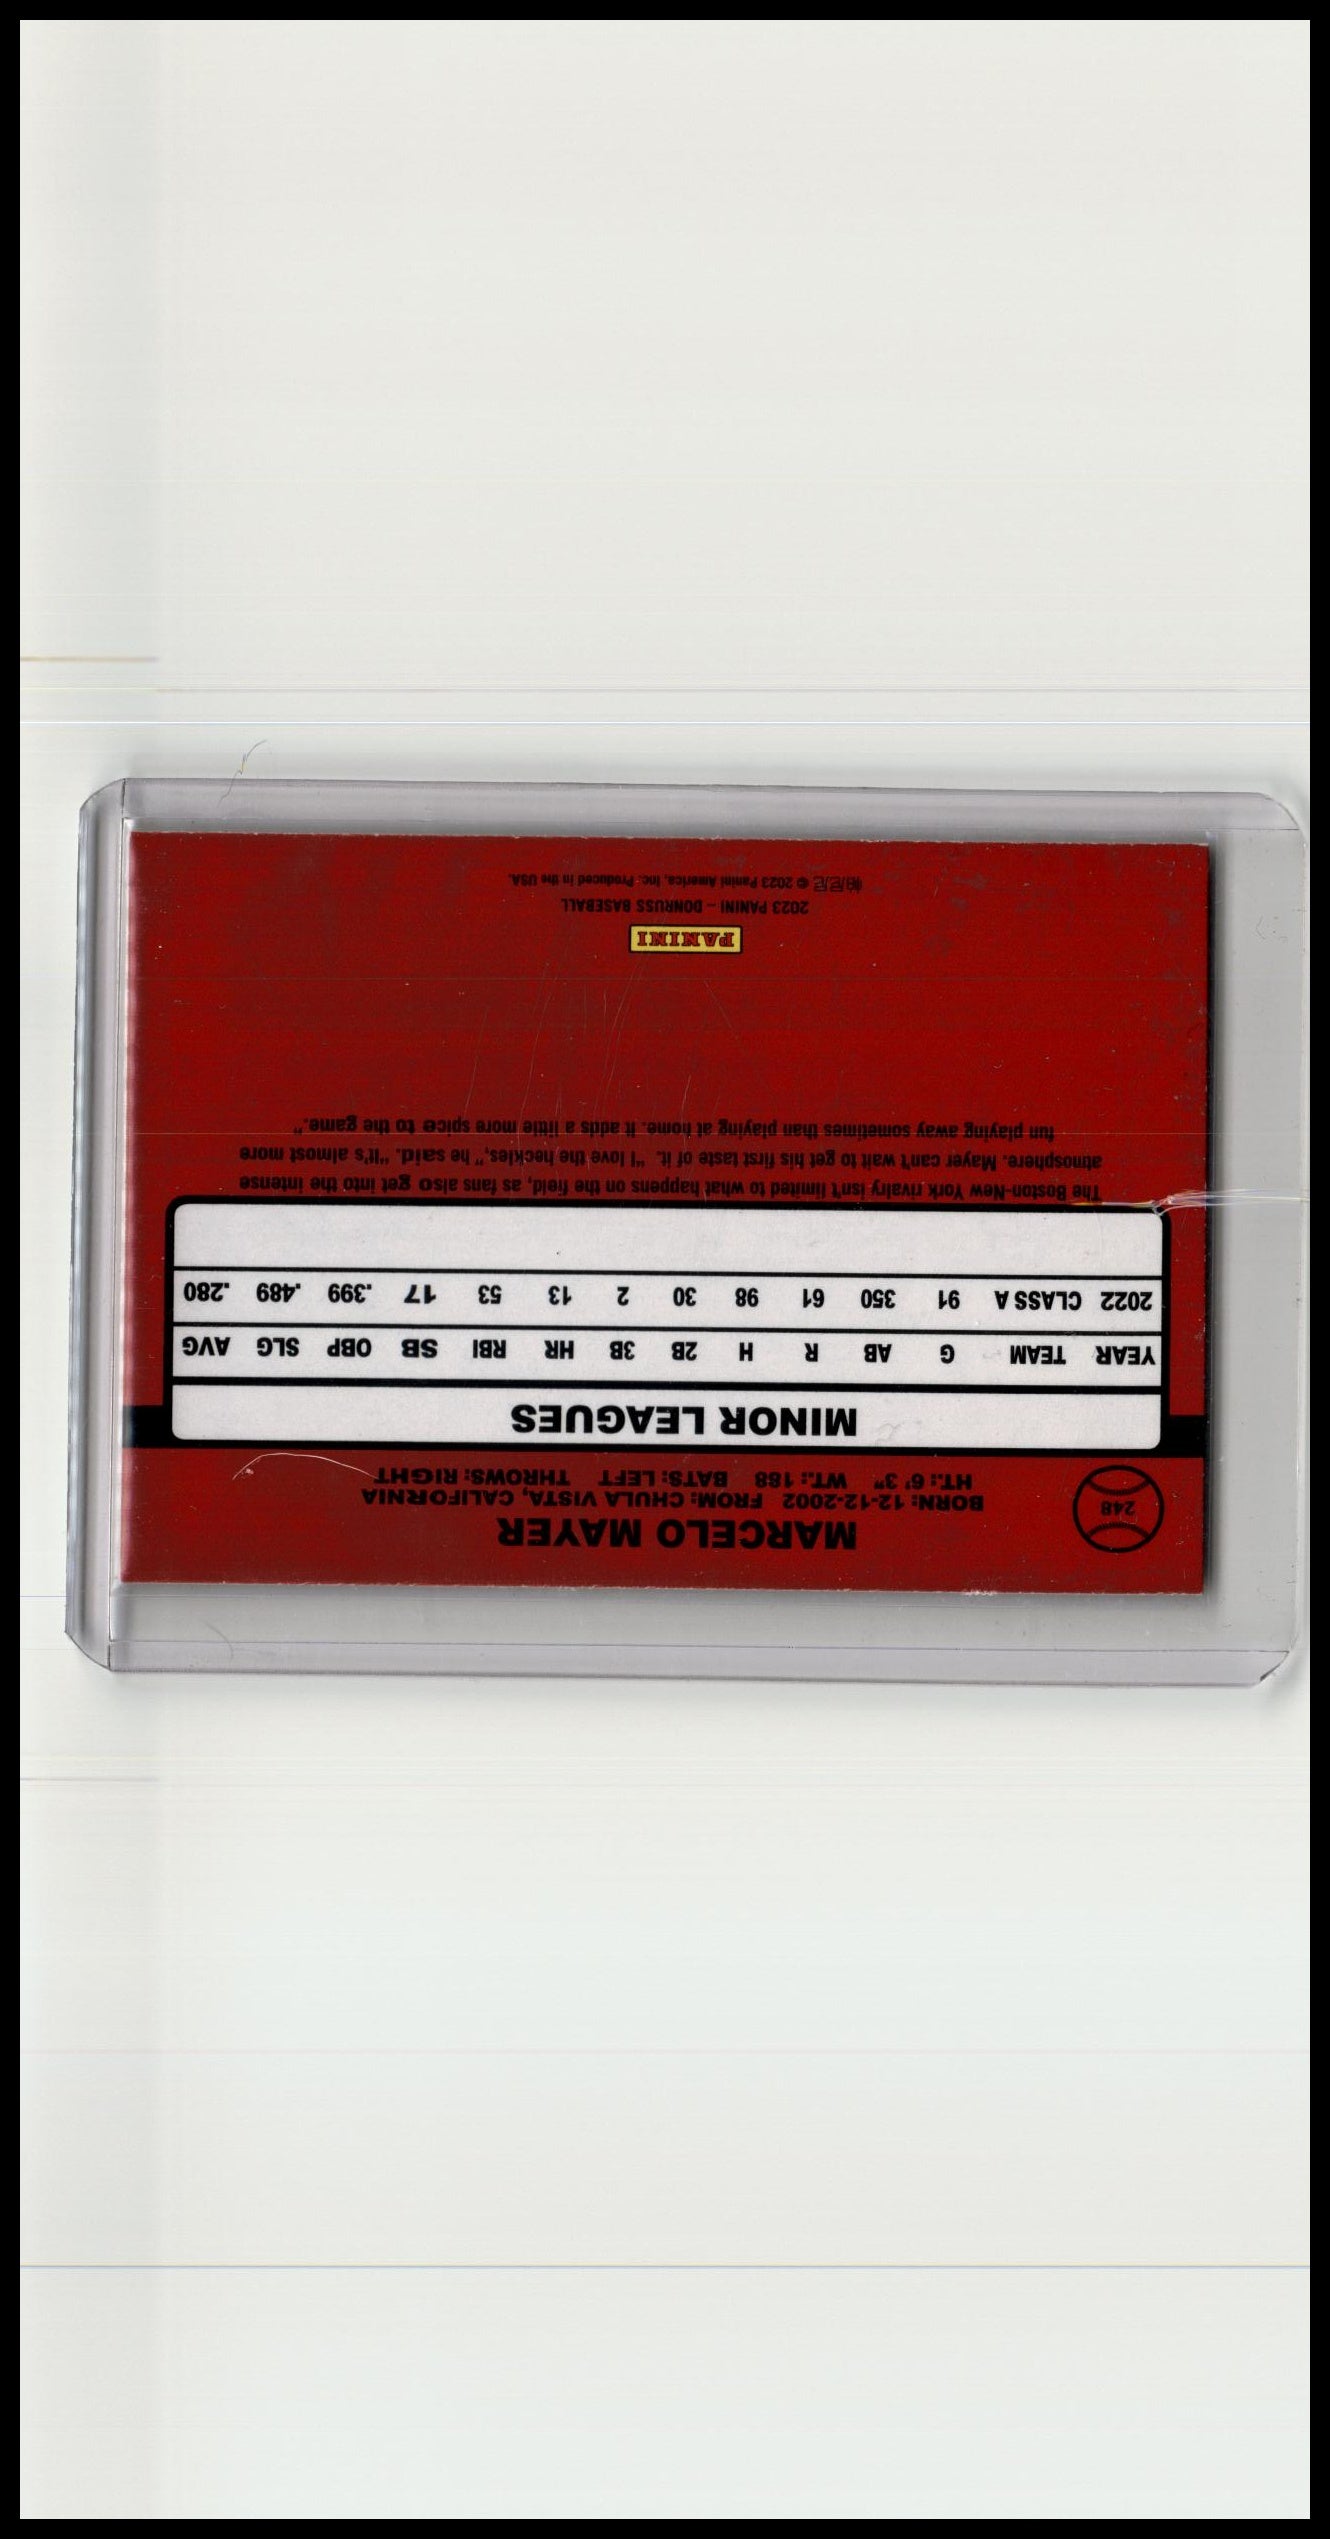 248
MARCELO MAYER
BORN: 12-12-2002 FROM: CHULA VISTA, CALIFORNIA
HT.: 6' 3" WT.: 188 BATS: LEFT THROWS: RIGHT
MINOR LEAGUES
YEAR TEAM G AB R H 2B 3B HR RBI SB OBP SLG AVG
2022 CLASS A 91 350 61 98 30 2 13 53 17 .399 .489 .280
The Boston-New York rivalry isn't limited to what happens on the field, as fans also get into the intense
atmosphere. Mayer can't wait to get his first taste of it. "I love the heckles," he said. "It's almost more
fun playing away sometimes than playing at home. It adds a little more spice to the game."
PANINI
2023 PANINI – DONRUSS BASEBALL
帕尼尼 © 2023 Panini America, Inc. Produced in the USA.